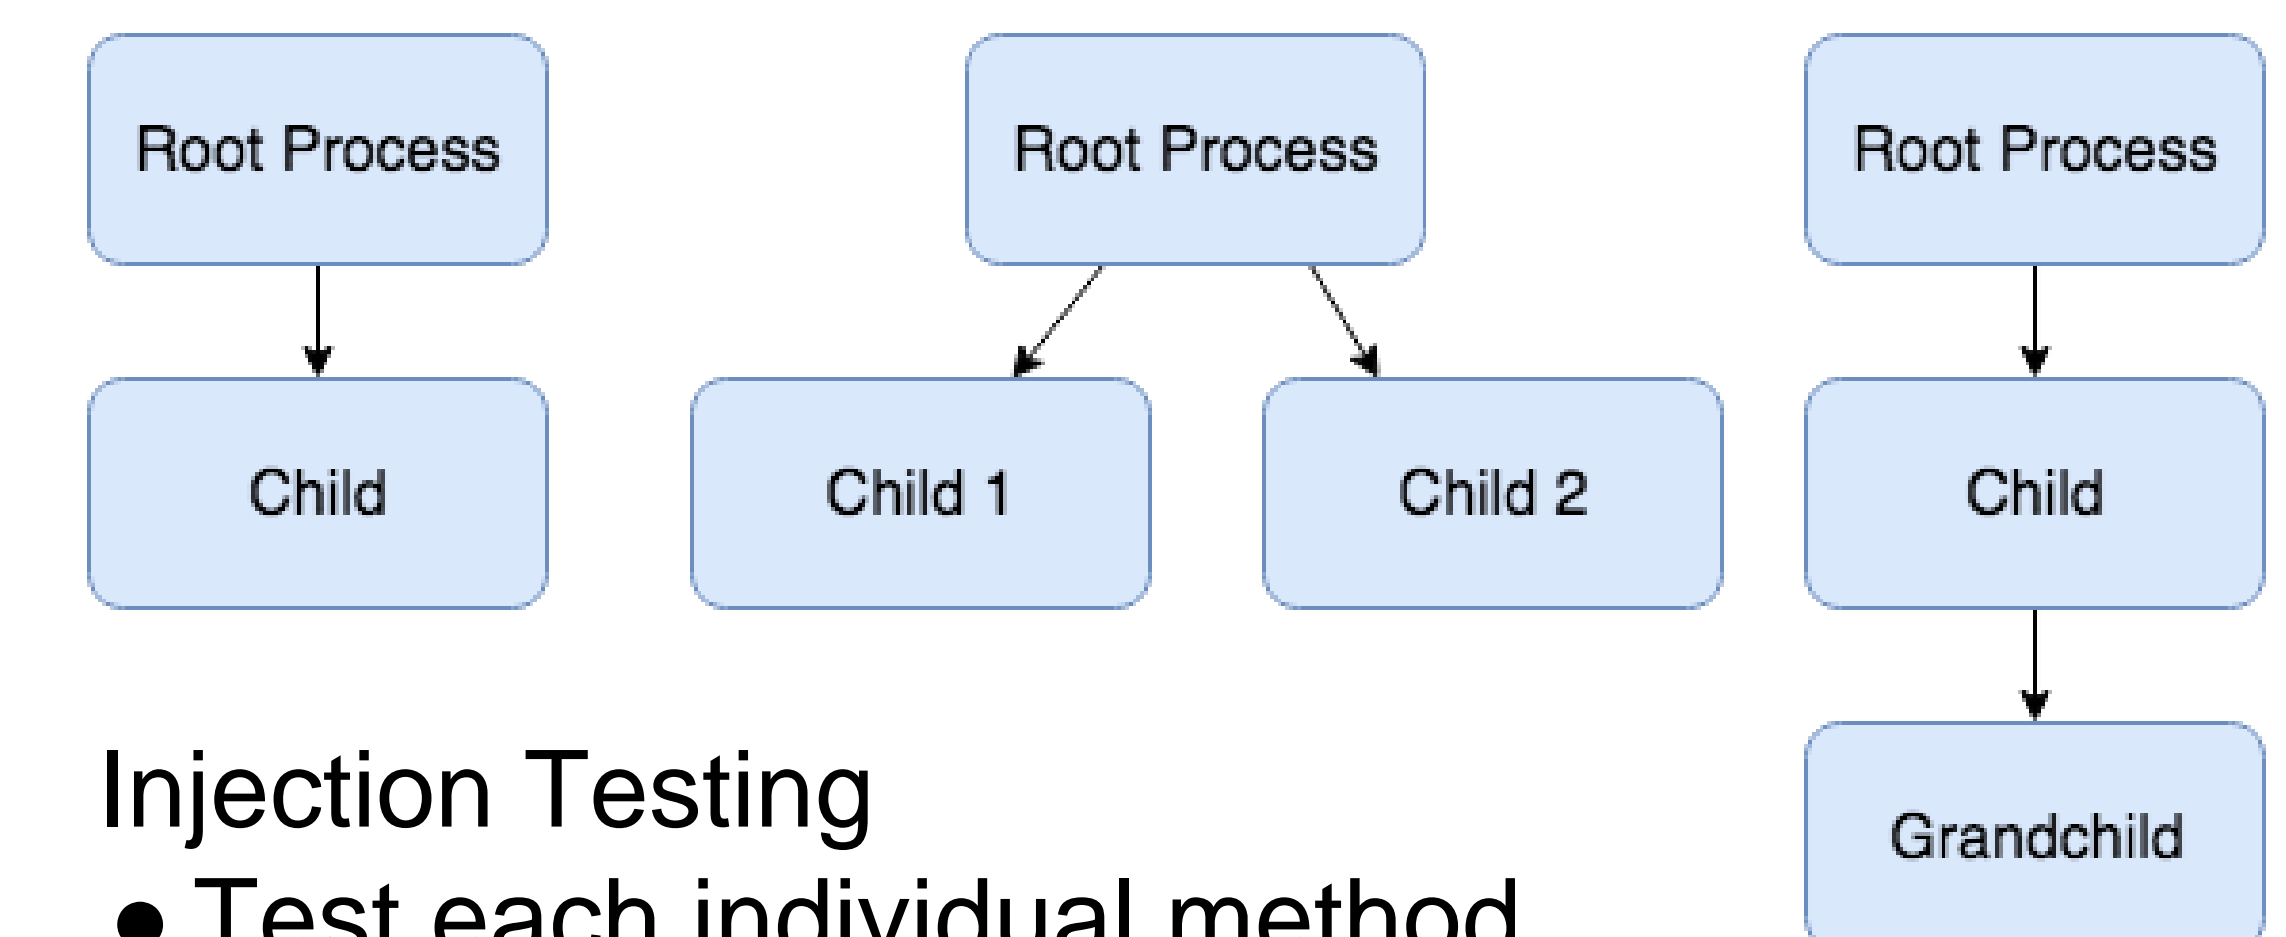 Root Process
Root Process
Root Process
Child
Child 1
Child 2
Child
Grandchild
Injection Testing
● Test each individual method